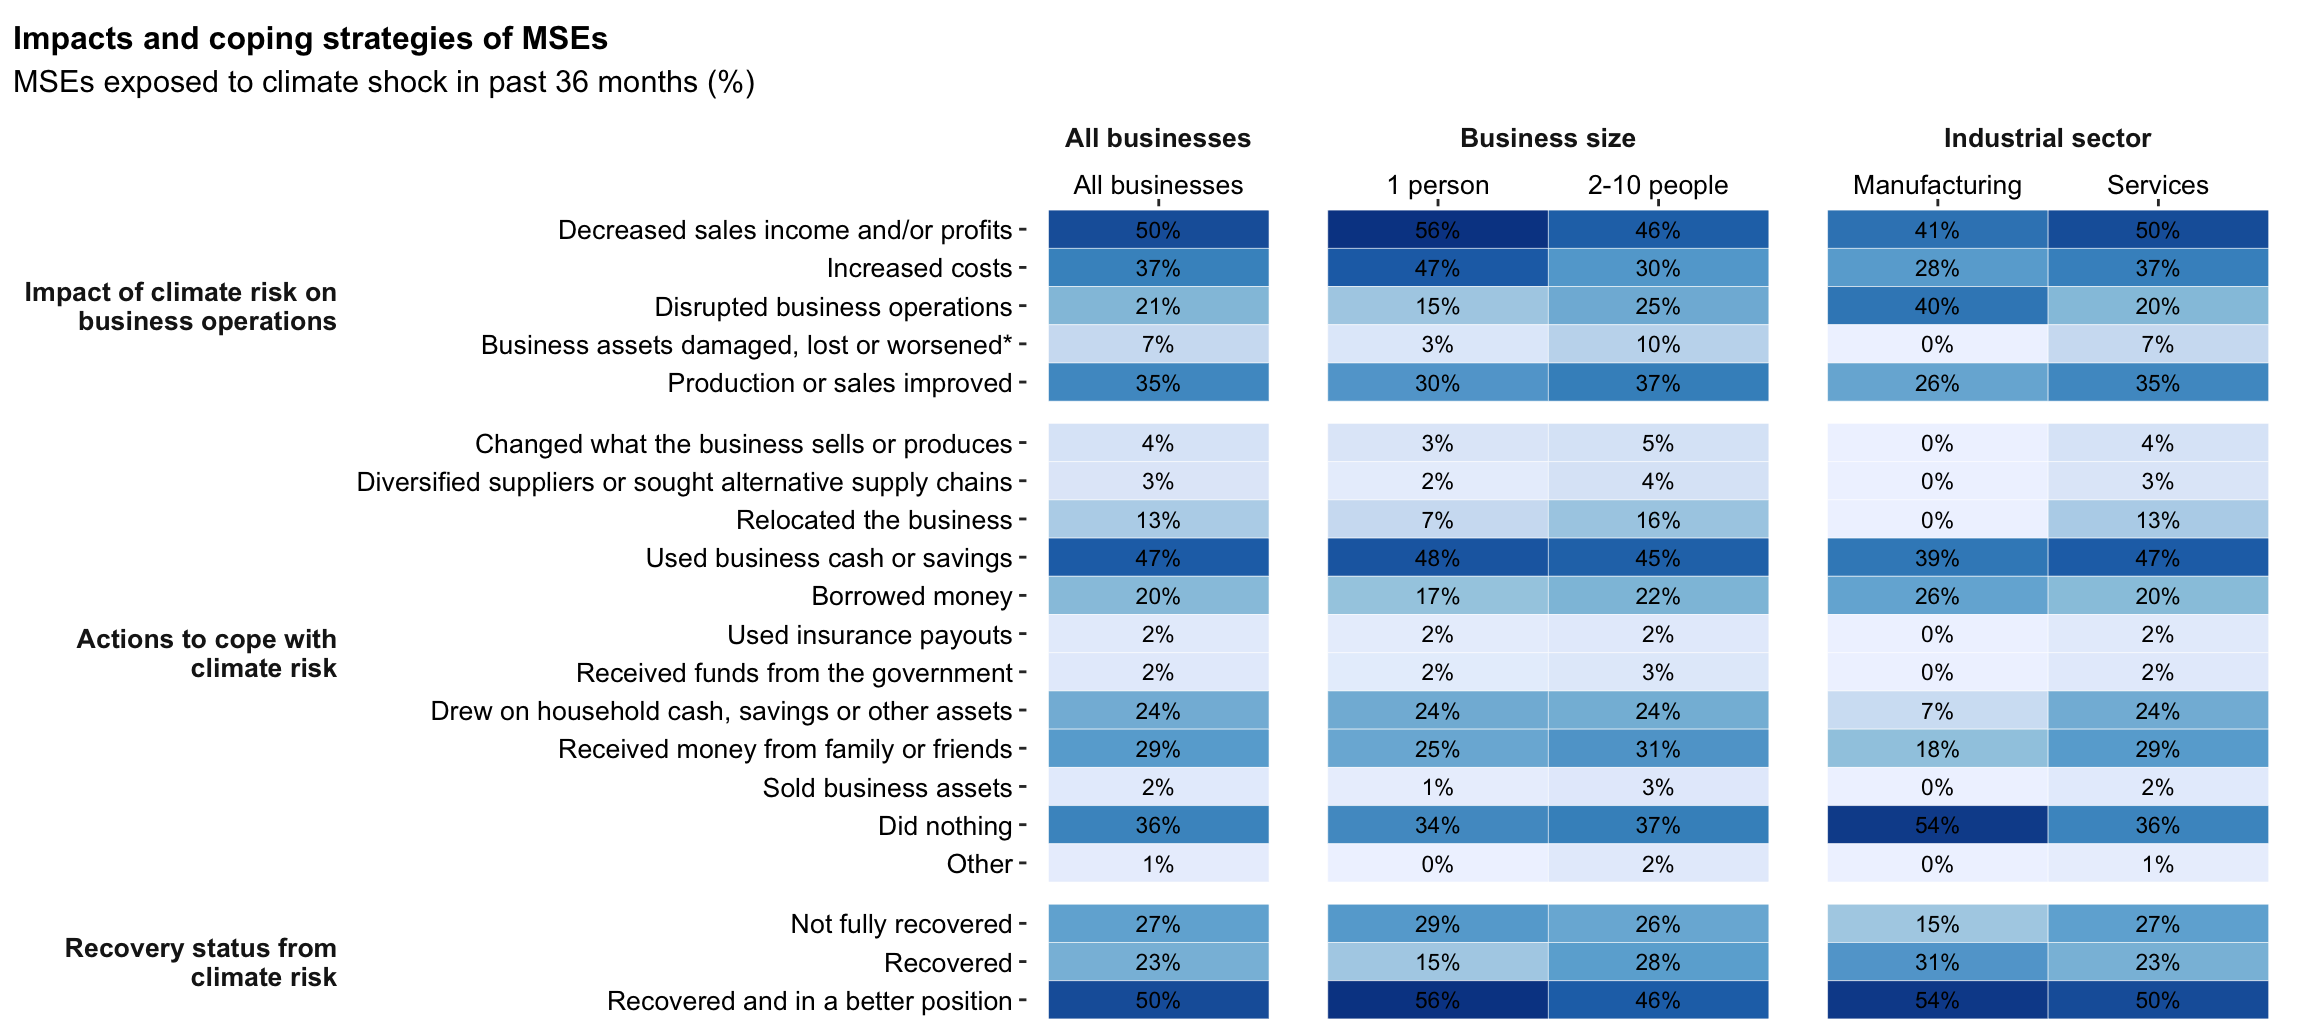 Impacts and coping strategies of MSEs
MSEs exposed to climate shock in past 36 months (%)
All businesses Business size Industrial sector
All businesses 1 person 2-10 people Manufacturing Services
Impact of climate risk on
business operations
Decreased sales income and/or profits 50% 56% 46% 41% 50%
Increased costs 37% 47% 30% 28% 37%
Disrupted business operations 21% 15% 25% 40% 20%
Business assets damaged, lost or worsened* 7% 3% 10% 0% 7%
Production or sales improved 35% 30% 37% 26% 35%
Actions to cope with
climate risk
Changed what the business sells or produces 4% 3% 5% 0% 4%
Diversified suppliers or sought alternative supply chains 3% 2% 4% 0% 3%
Relocated the business 13% 7% 16% 0% 13%
Used business cash or savings 47% 48% 45% 39% 47%
Borrowed money 20% 17% 22% 26% 20%
Used insurance payouts 2% 2% 2% 0% 2%
Received funds from the government 2% 2% 3% 0% 2%
Drew on household cash, savings or other assets 24% 24% 24% 7% 24%
Received money from family or friends 29% 25% 31% 18% 29%
Sold business assets 2% 1% 3% 0% 2%
Did nothing 36% 34% 37% 54% 36%
Other 1% 0% 2% 0% 1%
Recovery status from
climate risk
Not fully recovered 27% 29% 26% 15% 27%
Recovered 23% 15% 28% 31% 23%
Recovered and in a better position 50% 56% 46% 54% 50%